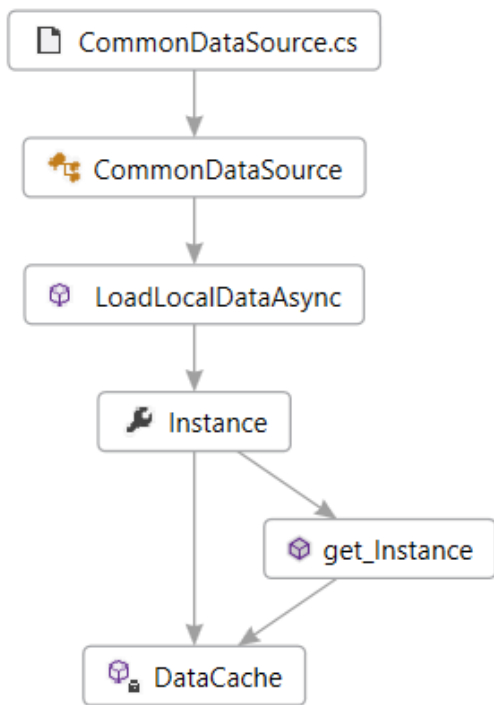 CommonDataSource.cs
CommonDataSource
LoadLocalDataAsync
Instance
get_Instance
DataCache